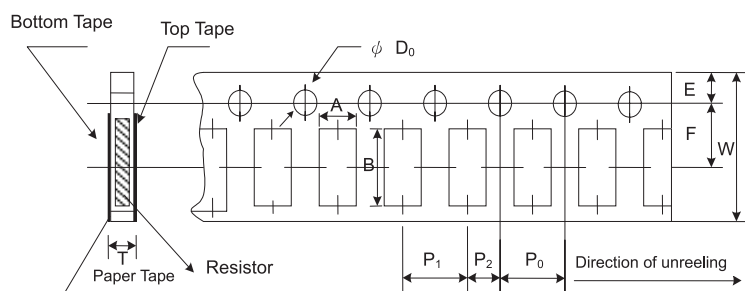 Bottom Tape
Top Tape
ϕ D₀
A
E
F
W
B
T
Paper Tape
Resistor
P₁
P₂
P₀
Direction of unreeling